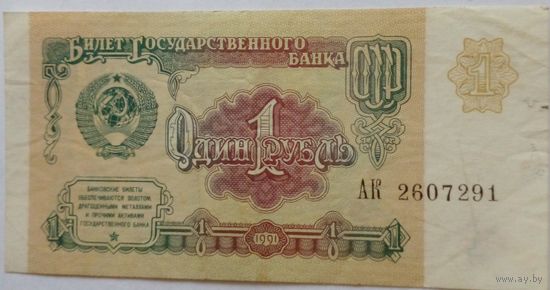 Билет Государственного
Банка
СССР
1
Один 1 рубль
АК 2607291
БАНКОВСКИЕ БИЛЕТЫ
ОБЕСПЕЧИВАЮТСЯ ЗОЛОТОМ,
ДРАГОЦЕННЫМИ МЕТАЛЛАМИ
И ПРОЧИМИ АКТИВАМИ
ГОСУДАРСТВЕННОГО БАНКА
1 1 1991 1 1
www.ay.by